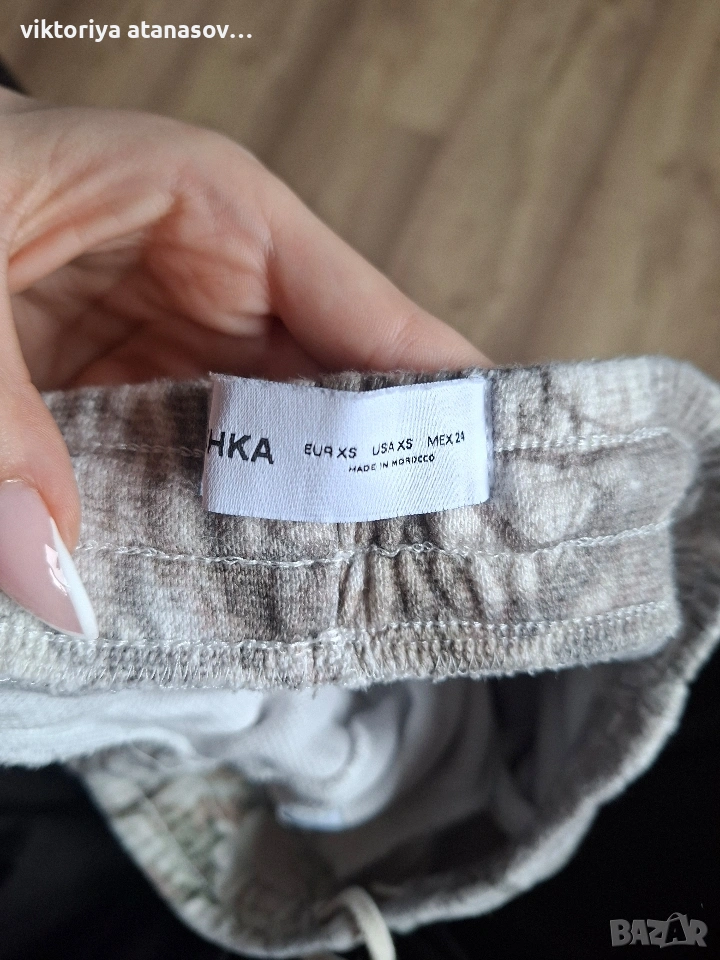 viktoriya atanasov...
HKA EUR XS USA XS MEX 24
MADE IN MOROCCO
BAZAR